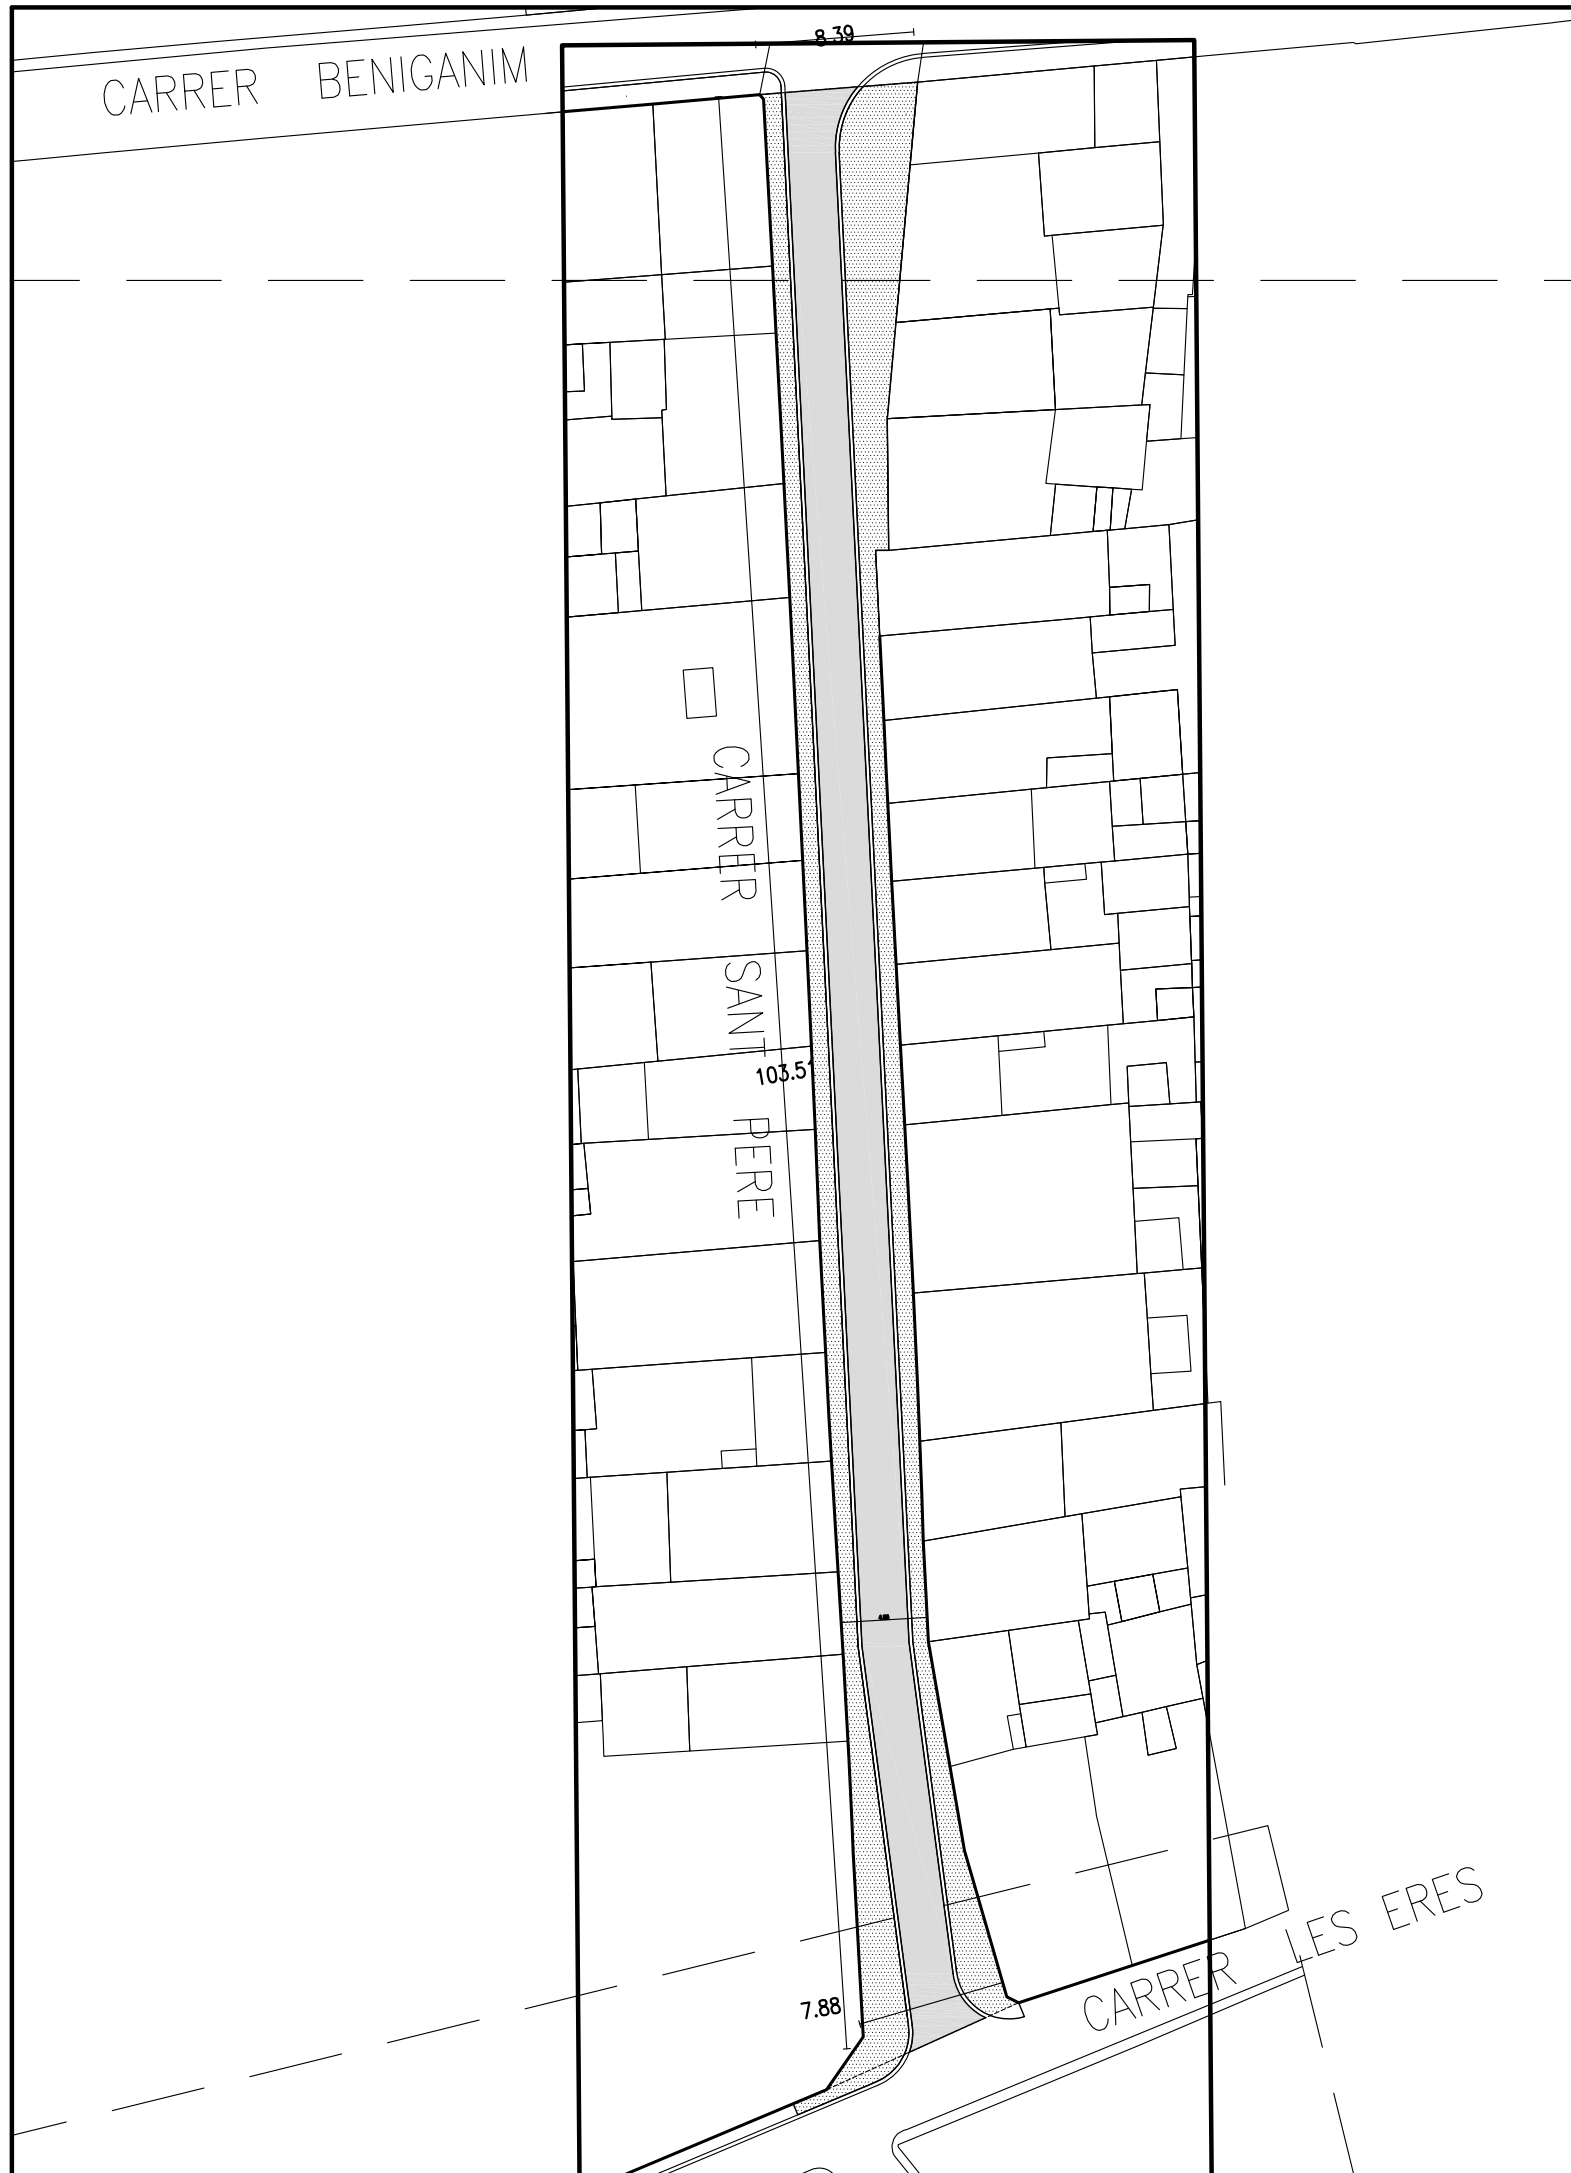 8.39
CARRER BENIGANIM
CARRER SANT PERE
103.51
7.88
CARRER LES ERES